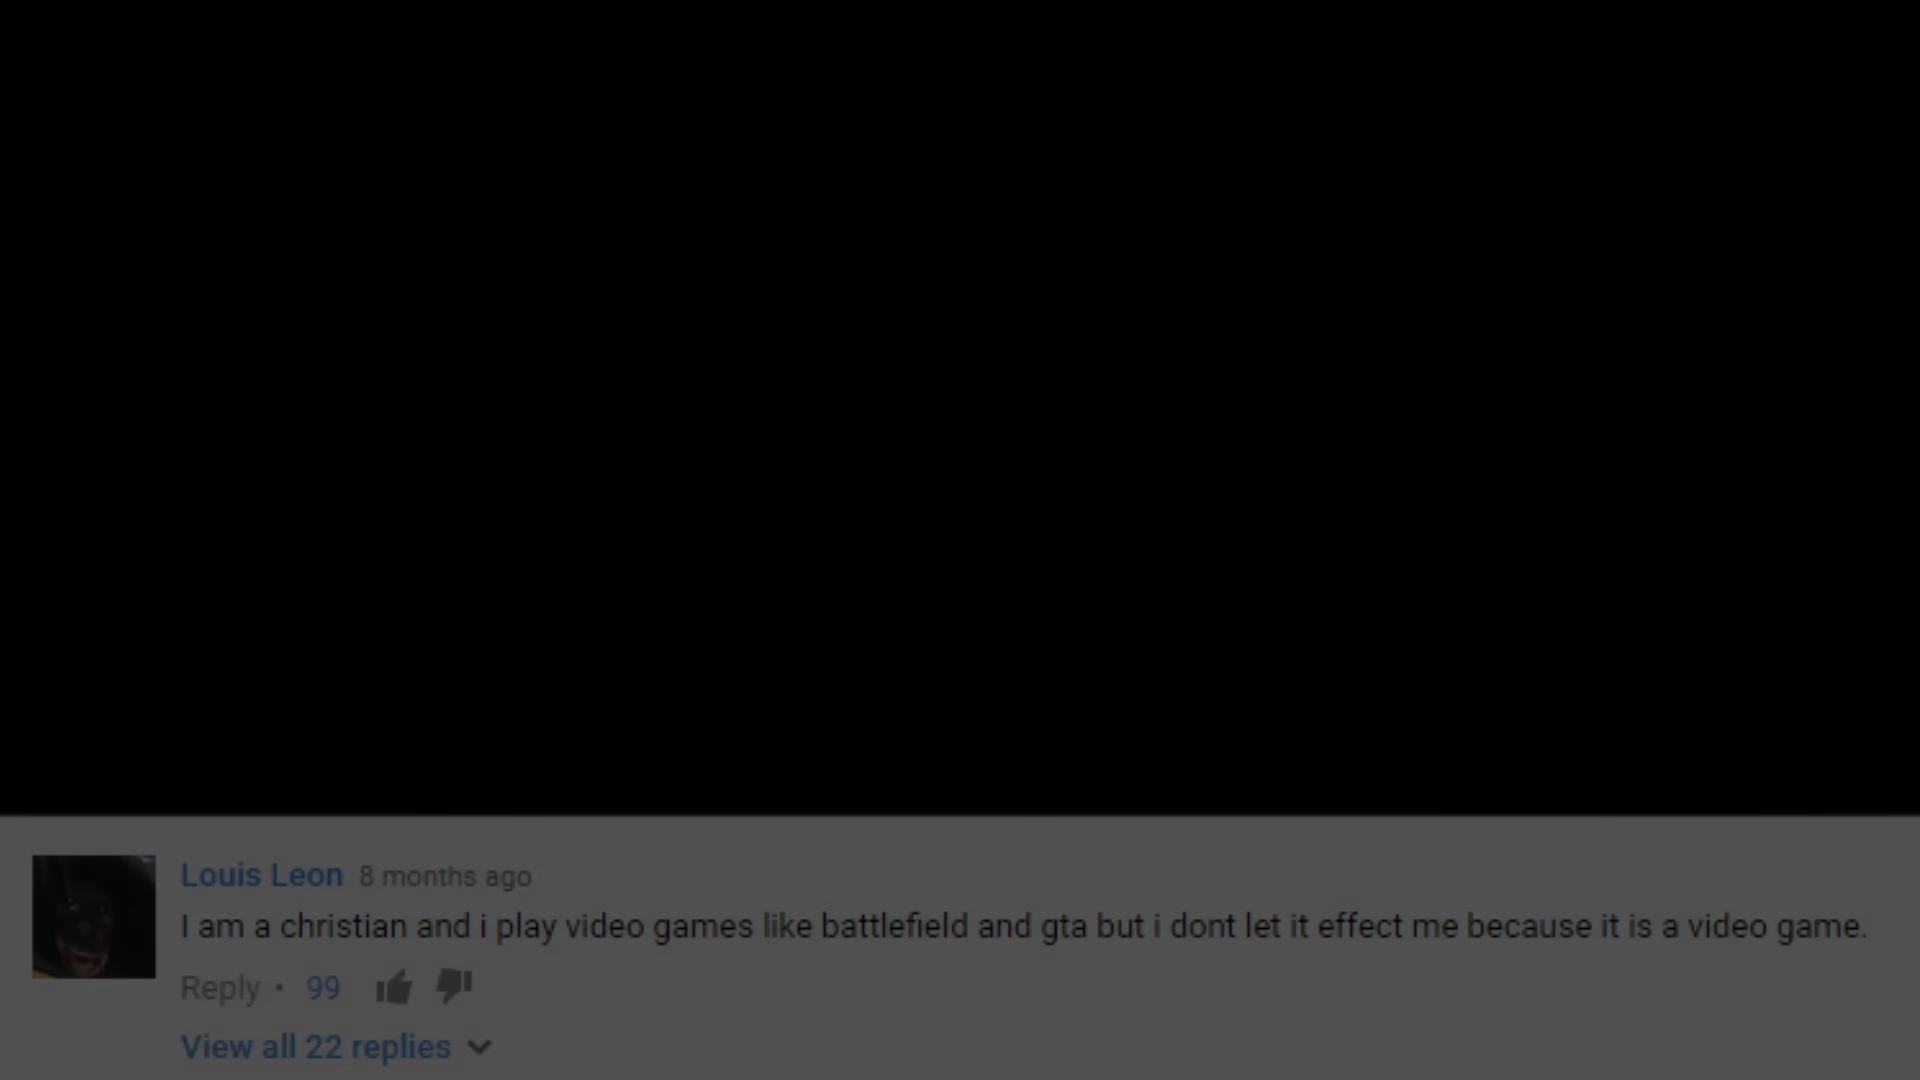 Louis Leon 8 months ago
I am a christian and i play video games like battlefield and gta but i dont let it effect me because it is a video game.
Reply • 99
View all 22 replies